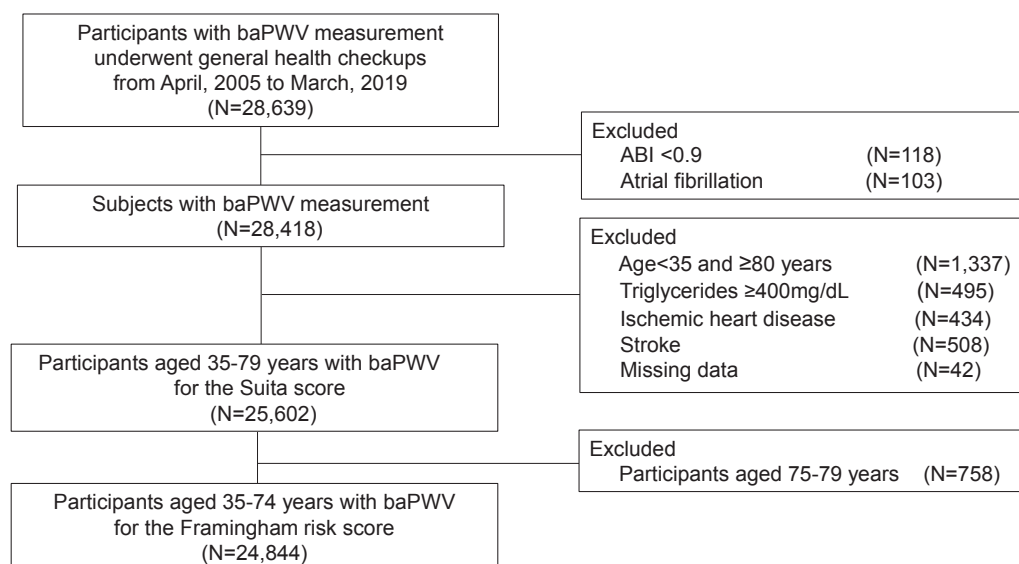 Participants with baPWV measurement
underwent general health checkups
from April, 2005 to March, 2019
(N=28,639)
Excluded
ABI <0.9 (N=118)
Atrial fibrillation (N=103)
Subjects with baPWV measurement
(N=28,418)
Excluded
Age<35 and ≥80 years (N=1,337)
Triglycerides ≥400mg/dL (N=495)
Ischemic heart disease (N=434)
Stroke (N=508)
Missing data (N=42)
Participants aged 35-79 years with baPWV
for the Suita score
(N=25,602)
Excluded
Participants aged 75-79 years (N=758)
Participants aged 35-74 years with baPWV
for the Framingham risk score
(N=24,844)